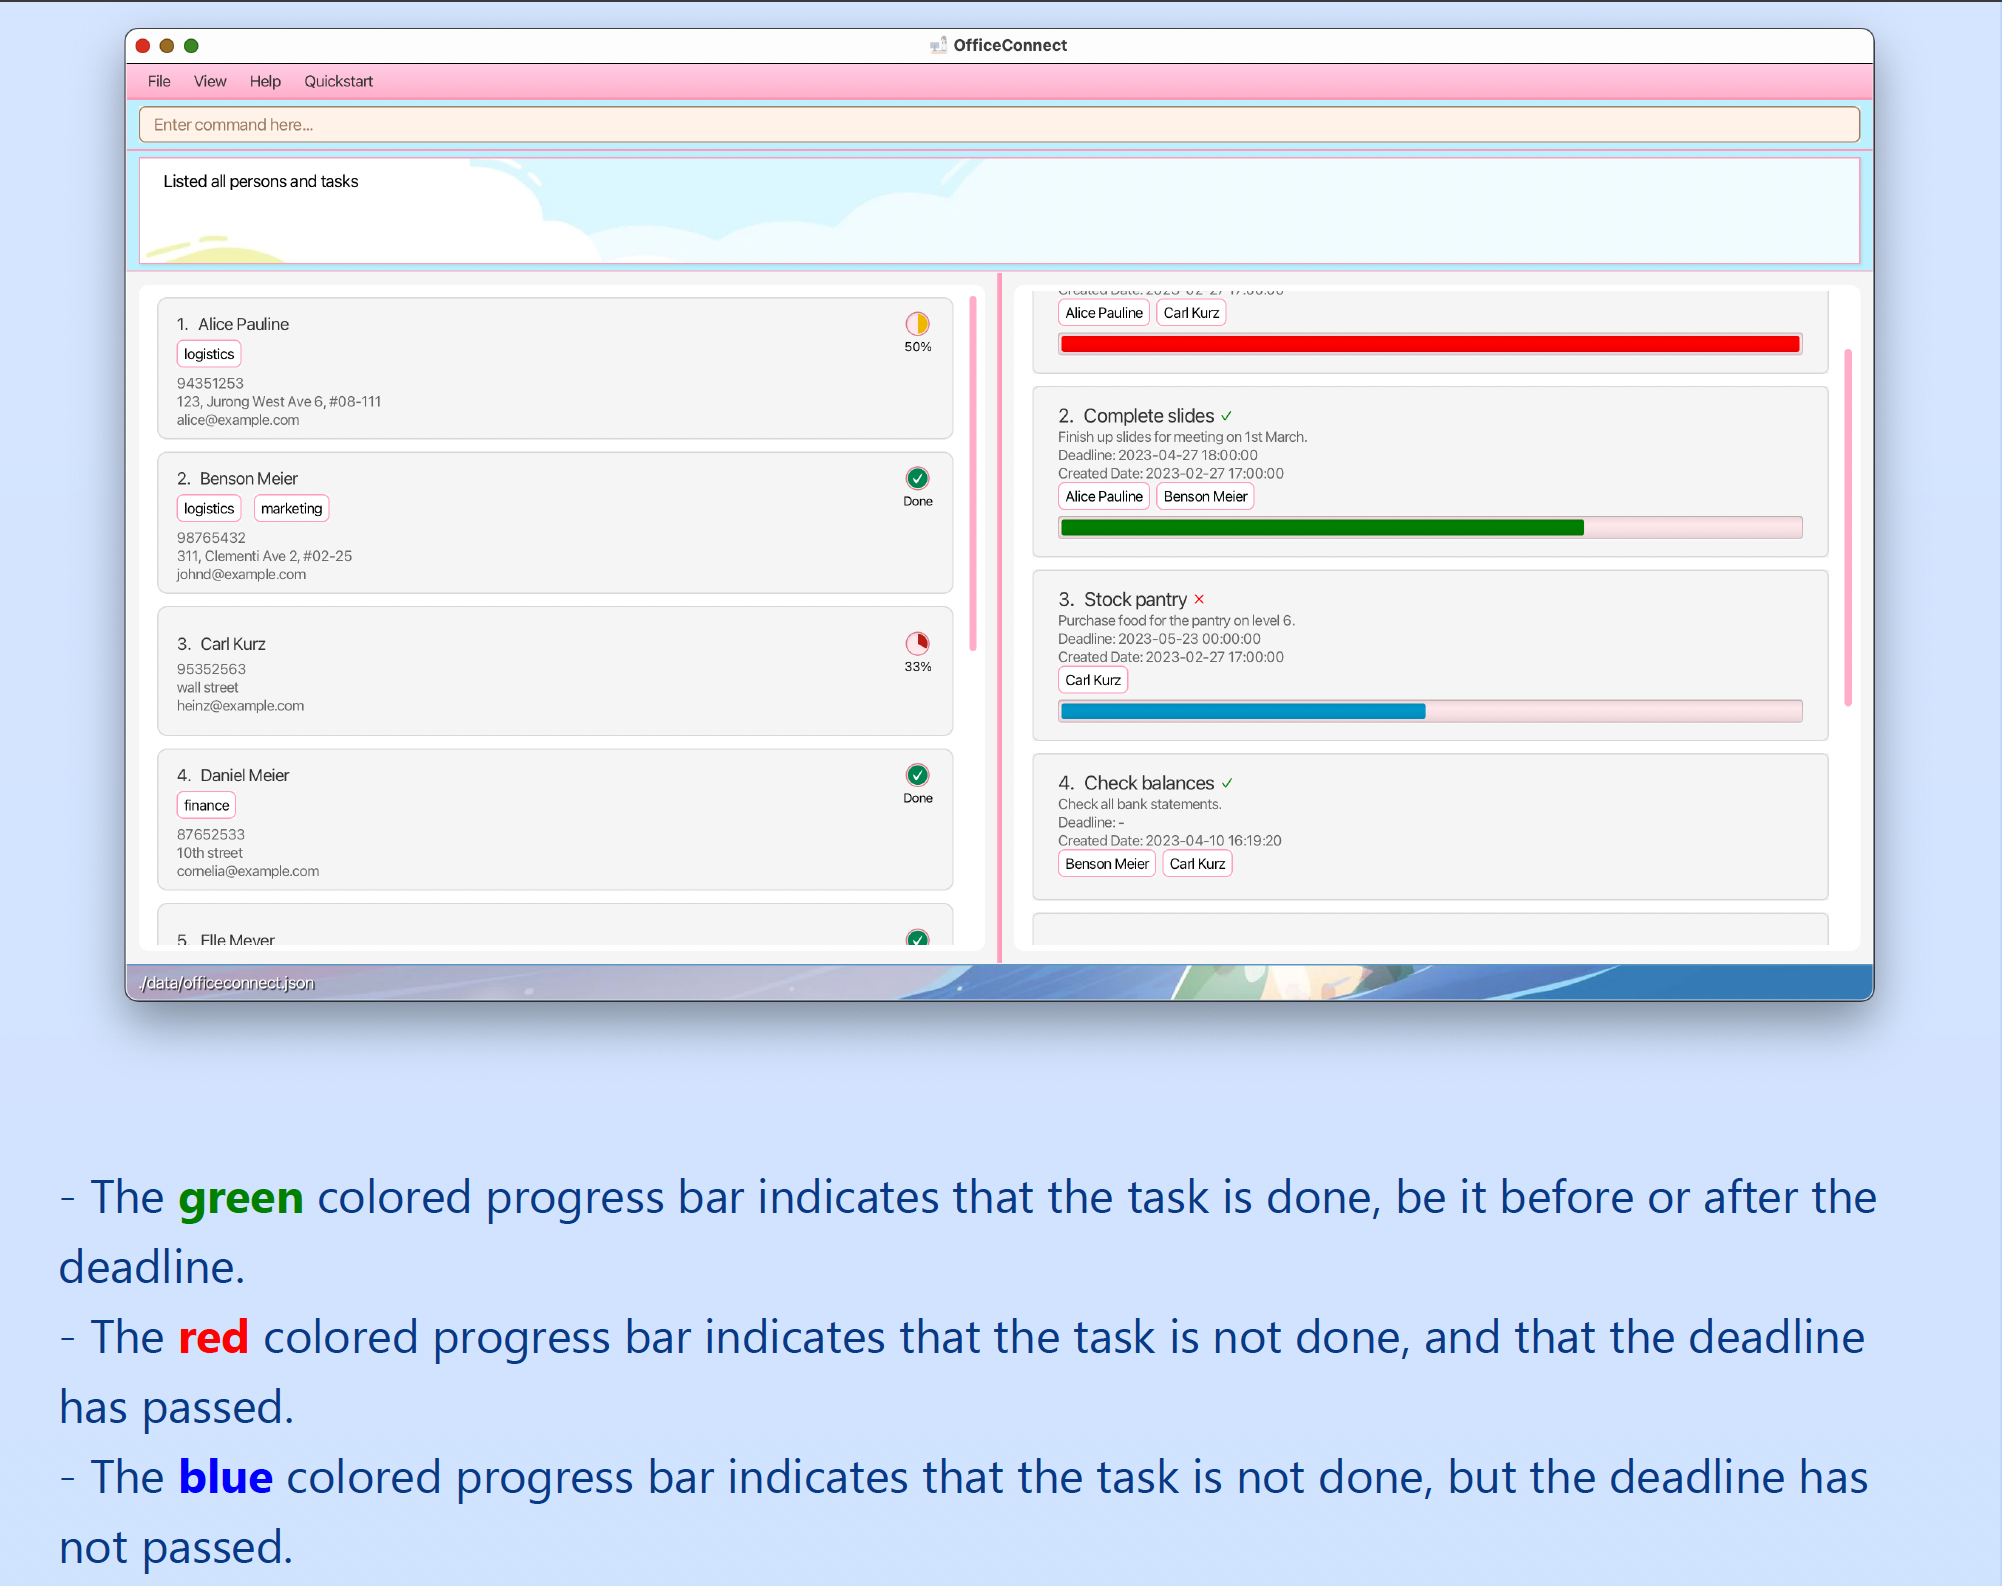 OfficeConnect
File View Help Quickstart
Enter command here...
Listed all persons and tasks
1. Alice Pauline
logistics
94351253
123, Jurong West Ave 6, #08-111
alice@example.com
50%
2. Benson Meier
logistics marketing
98765432
311, Clementi Ave 2, #02-25
johnd@example.com
Done
3. Carl Kurz
95352563
wall street
heinz@example.com
33%
4. Daniel Meier
finance
87652533
10th street
cornelia@example.com
Done
5. Elle Meyer
Created Date: 2023-02-27 17:00:00
Alice Pauline Carl Kurz
2. Complete slides ✓
Finish up slides for meeting on 1st March.
Deadline: 2023-04-27 18:00:00
Created Date: 2023-02-27 17:00:00
Alice Pauline Benson Meier
3. Stock pantry ×
Purchase food for the pantry on level 6.
Deadline: 2023-05-23 00:00:00
Created Date: 2023-02-27 17:00:00
Carl Kurz
4. Check balances ✓
Check all bank statements.
Deadline: -
Created Date: 2023-04-10 16:19:20
Benson Meier Carl Kurz
./data/officeconnect.json
- The green colored progress bar indicates that the task is done, be it before or after the
deadline.
- The red colored progress bar indicates that the task is not done, and that the deadline
has passed.
- The blue colored progress bar indicates that the task is not done, but the deadline has
not passed.